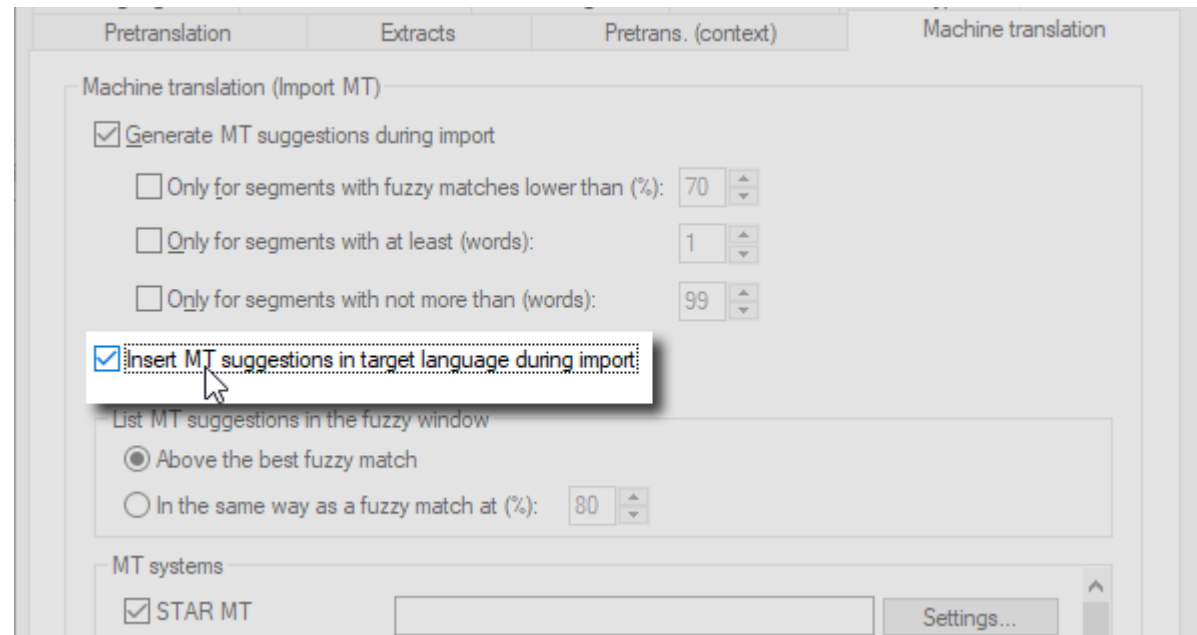 Pretranslation Extracts Pretrans. (context) Machine translation
Machine translation (Import MT)
Generate MT suggestions during import
Only for segments with fuzzy matches lower than (%): 70
Only for segments with at least (words): 1
Only for segments with not more than (words): 99
Insert MT suggestions in target language during import
List MT suggestions in the fuzzy window
Above the best fuzzy match
In the same way as a fuzzy match at (%): 80
MT systems
STAR MT Settings...